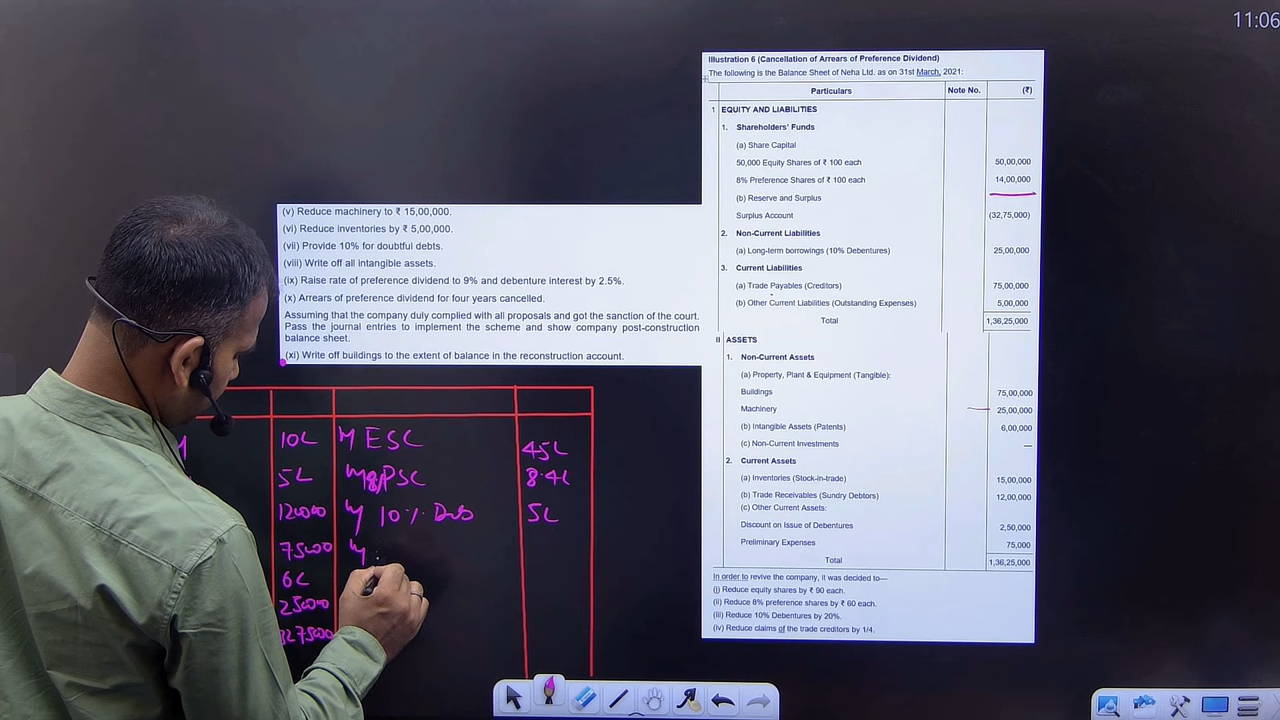 11:06
Illustration 6 (Cancellation of Arrears of Preference Dividend)
The following is the Balance Sheet of Neha Ltd. as on 31st March, 2021:
Particulars Note No. (₹)
I EQUITY AND LIABILITIES
1. Shareholders' Funds
(a) Share Capital
50,000 Equity Shares of ₹ 100 each 50,00,000
8% Preference Shares of ₹ 100 each 14,00,000
(b) Reserve and Surplus
Surplus Account (32,75,000)
2. Non-Current Liabilities
(a) Long-term borrowings (10% Debentures) 25,00,000
3. Current Liabilities
(a) Trade Payables (Creditors) 75,00,000
(b) Other Current Liabilities (Outstanding Expenses) 5,00,000
Total 1,36,25,000
II ASSETS
1. Non-Current Assets
(a) Property, Plant & Equipment (Tangible):
Buildings 75,00,000
Machinery 25,00,000
(b) Intangible Assets (Patents) 6,00,000
(c) Non-Current Investments —
2. Current Assets
(a) Inventories (Stock-in-trade) 15,00,000
(b) Trade Receivables (Sundry Debtors) 12,00,000
(c) Other Current Assets:
Discount on Issue of Debentures 2,50,000
Preliminary Expenses 75,000
Total 1,36,25,000
In order to revive the company, it was decided to—
(i) Reduce equity shares by ₹ 90 each.
(ii) Reduce 8% preference shares by ₹ 60 each.
(iii) Reduce 10% Debentures by 20%.
(iv) Reduce claims of the trade creditors by 1/4.
(v) Reduce machinery to ₹ 15,00,000.
(vi) Reduce inventories by ₹ 5,00,000.
(vii) Provide 10% for doubtful debts.
(viii) Write off all intangible assets.
(ix) Raise rate of preference dividend to 9% and debenture interest by 2.5%.
(x) Arrears of preference dividend for four years cancelled.
Assuming that the company duly complied with all proposals and got the sanction of the court.
Pass the journal entries to implement the scheme and show company post-construction
balance sheet.
(xi) Write off buildings to the extent of balance in the reconstruction account.
10L By ESC 45L
5L By PSC 8.4L
120000 By 10% Deb 5L
75000 By
6L
250000
3275000